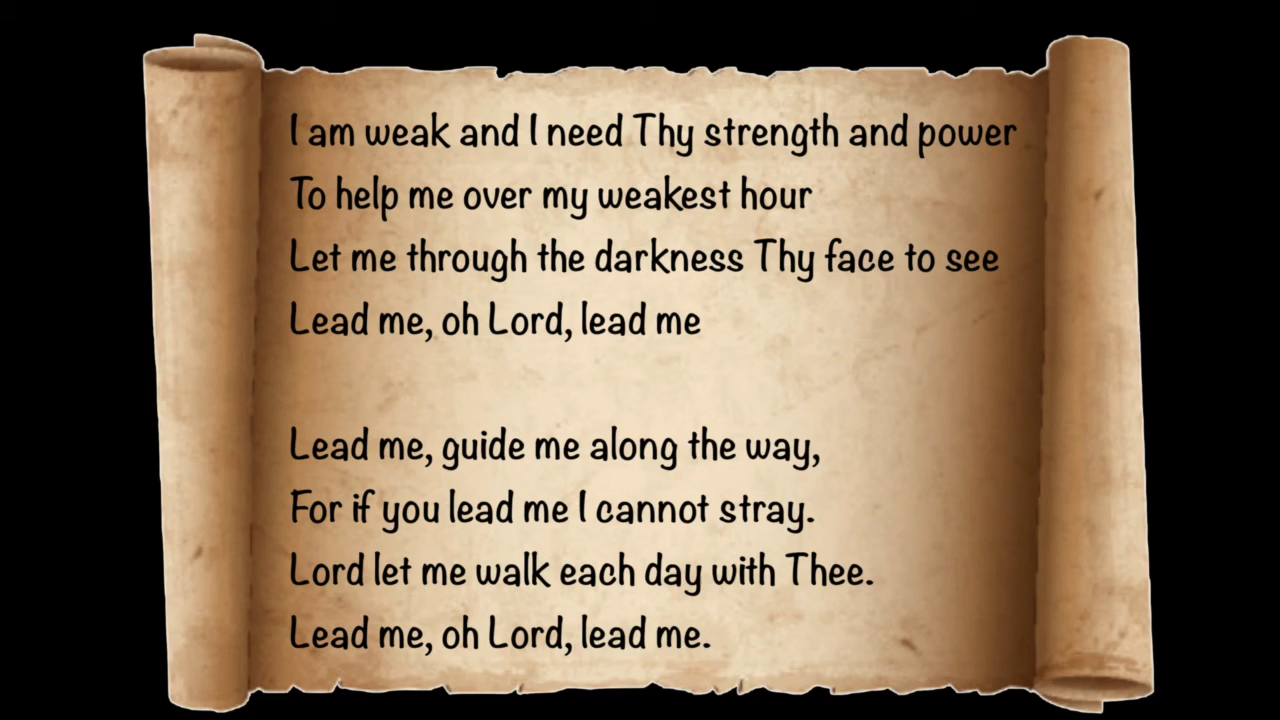 I am weak and I need Thy strength and power
To help me over my weakest hour
Let me through the darkness Thy face to see
Lead me, oh Lord, lead me
Lead me, guide me along the way,
For if you lead me I cannot stray.
Lord let me walk each day with Thee.
Lead me, oh Lord, lead me.